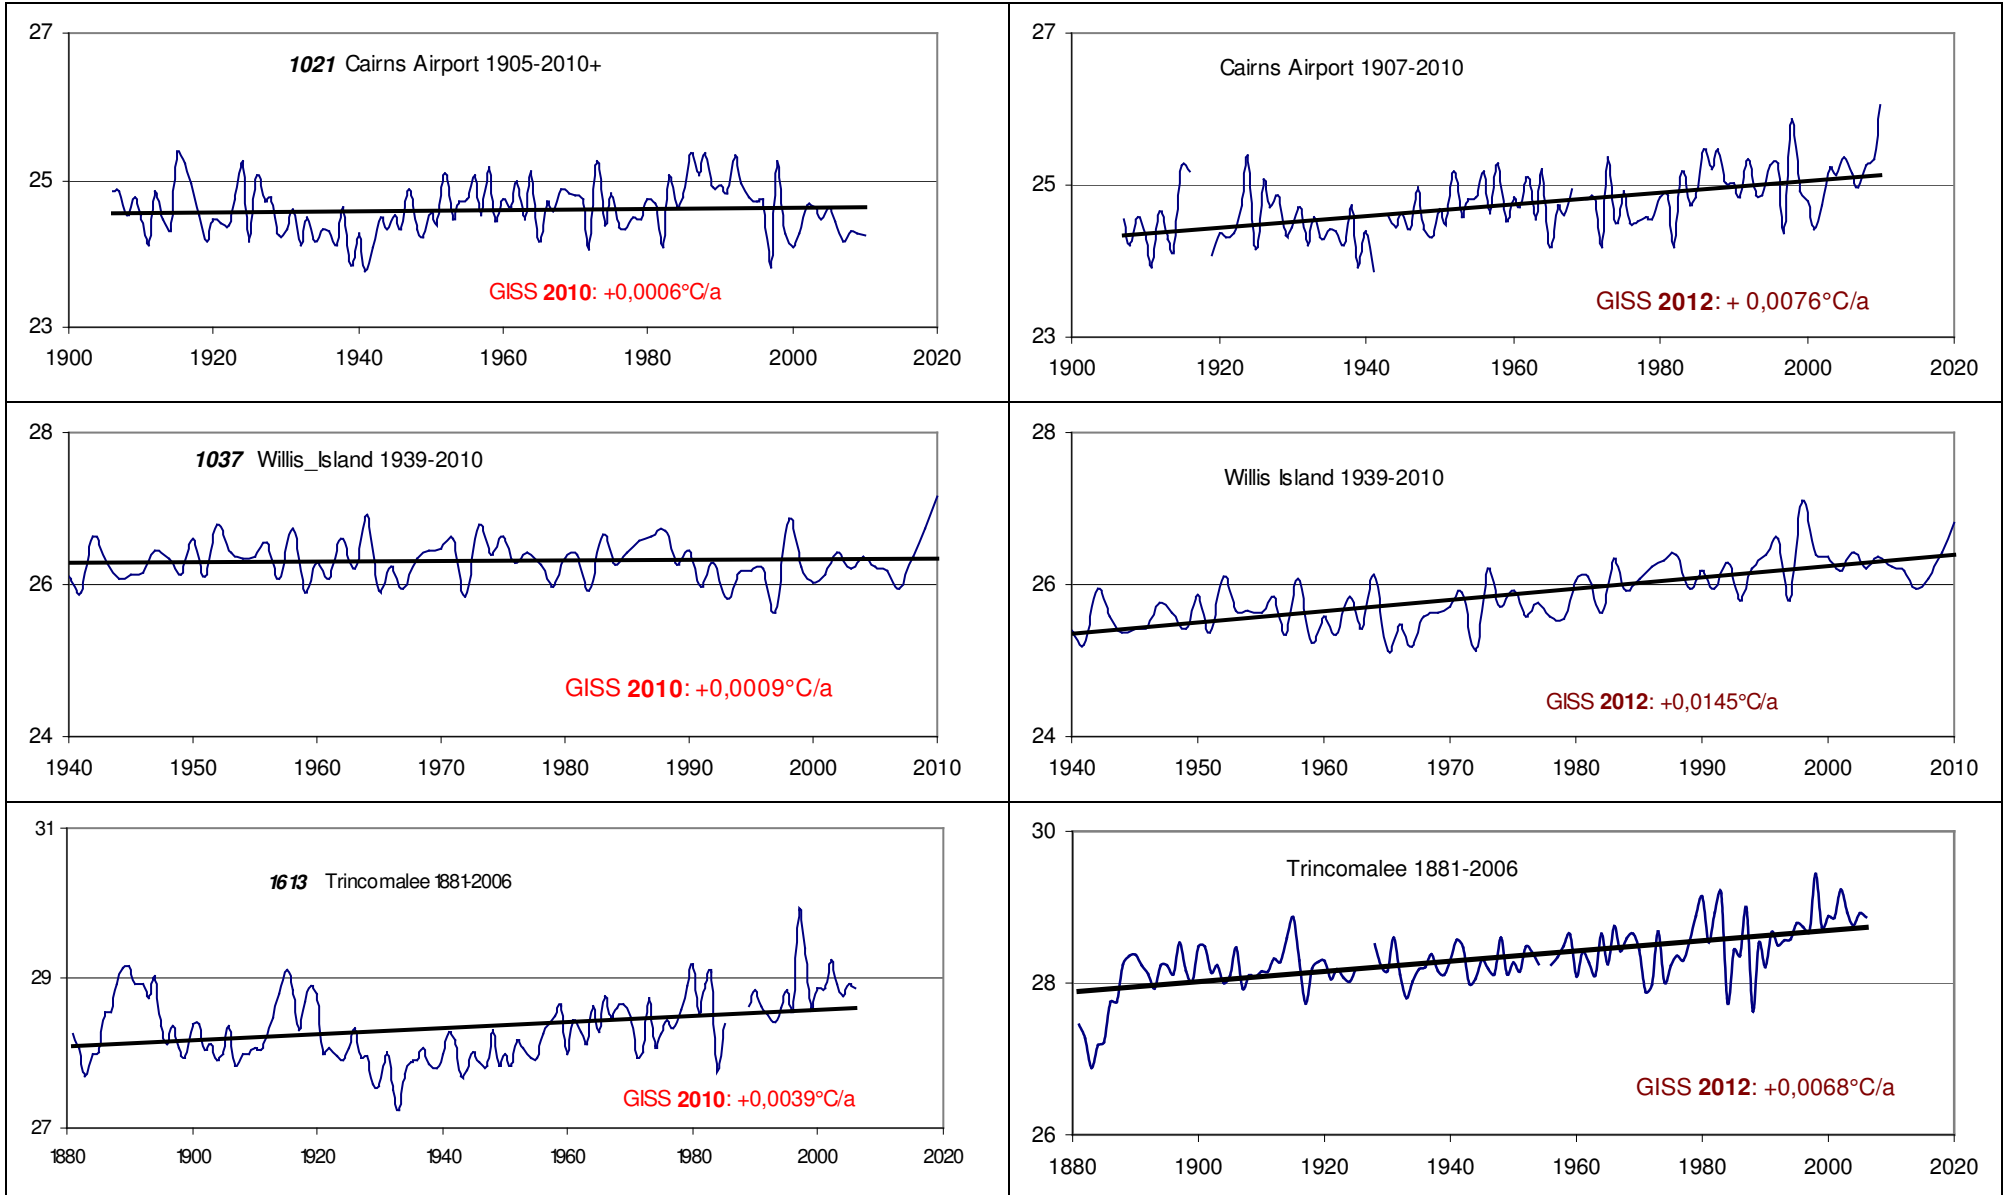 27
1021 Cairns Airport 1905-2010+
25
GISS 2010: +0,0006°C/a
23
1900 1920 1940 1960 1980 2000 2020
27
Cairns Airport 1907-2010
25
GISS 2012: + 0,0076°C/a
23
1900 1920 1940 1960 1980 2000 2020
28
1037 Willis_Island 1939-2010
26
GISS 2010: +0,0009°C/a
24
1940 1950 1960 1970 1980 1990 2000 2010
28
Willis Island 1939-2010
26
GISS 2012: +0,0145°C/a
24
1940 1950 1960 1970 1980 1990 2000 2010
31
1613 Trincomalee 1881-2006
29
GISS 2010: +0,0039°C/a
27
1880 1900 1920 1940 1960 1980 2000 2020
30
Trincomalee 1881-2006
28
GISS 2012: +0,0068°C/a
26
1880 1900 1920 1940 1960 1980 2000 2020